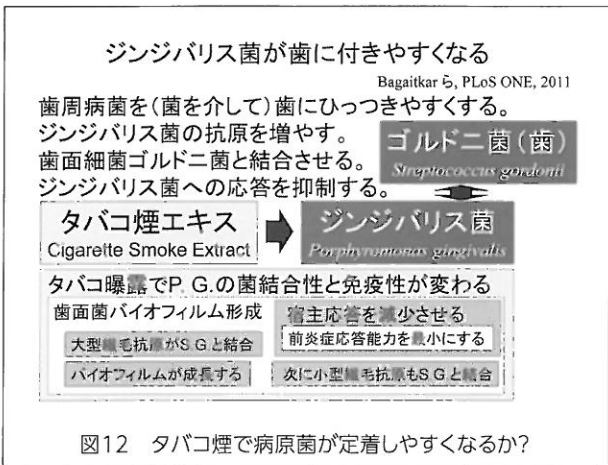 ジンジバリス菌が歯に付きやすくなる
Bagaitkar ら, PLoS ONE, 2011
歯周病菌を(菌を介して)歯にひっつきやすくする。
ジンジバリス菌の抗原を増やす。
歯面細菌ゴルドニ菌と結合させる。
ジンジバリス菌への応答を抑制する。
ゴルドニ菌(歯)
Streptococcus gordonii
タバコ煙エキス
Cigarette Smoke Extract
ジンジバリス菌
Porphyromonas gingivalis
タバコ曝露でP. G.の菌結合性と免疫性が変わる
歯面菌バイオフィルム形成
大型線毛抗原がS.G.と結合
バイオフィルムが成長する
宿主応答を減少させる
前炎症応答能力を最小にする
次に小型線毛抗原もS.G.と結合
図12 タバコ煙で病原菌が定着しやすくなるか?